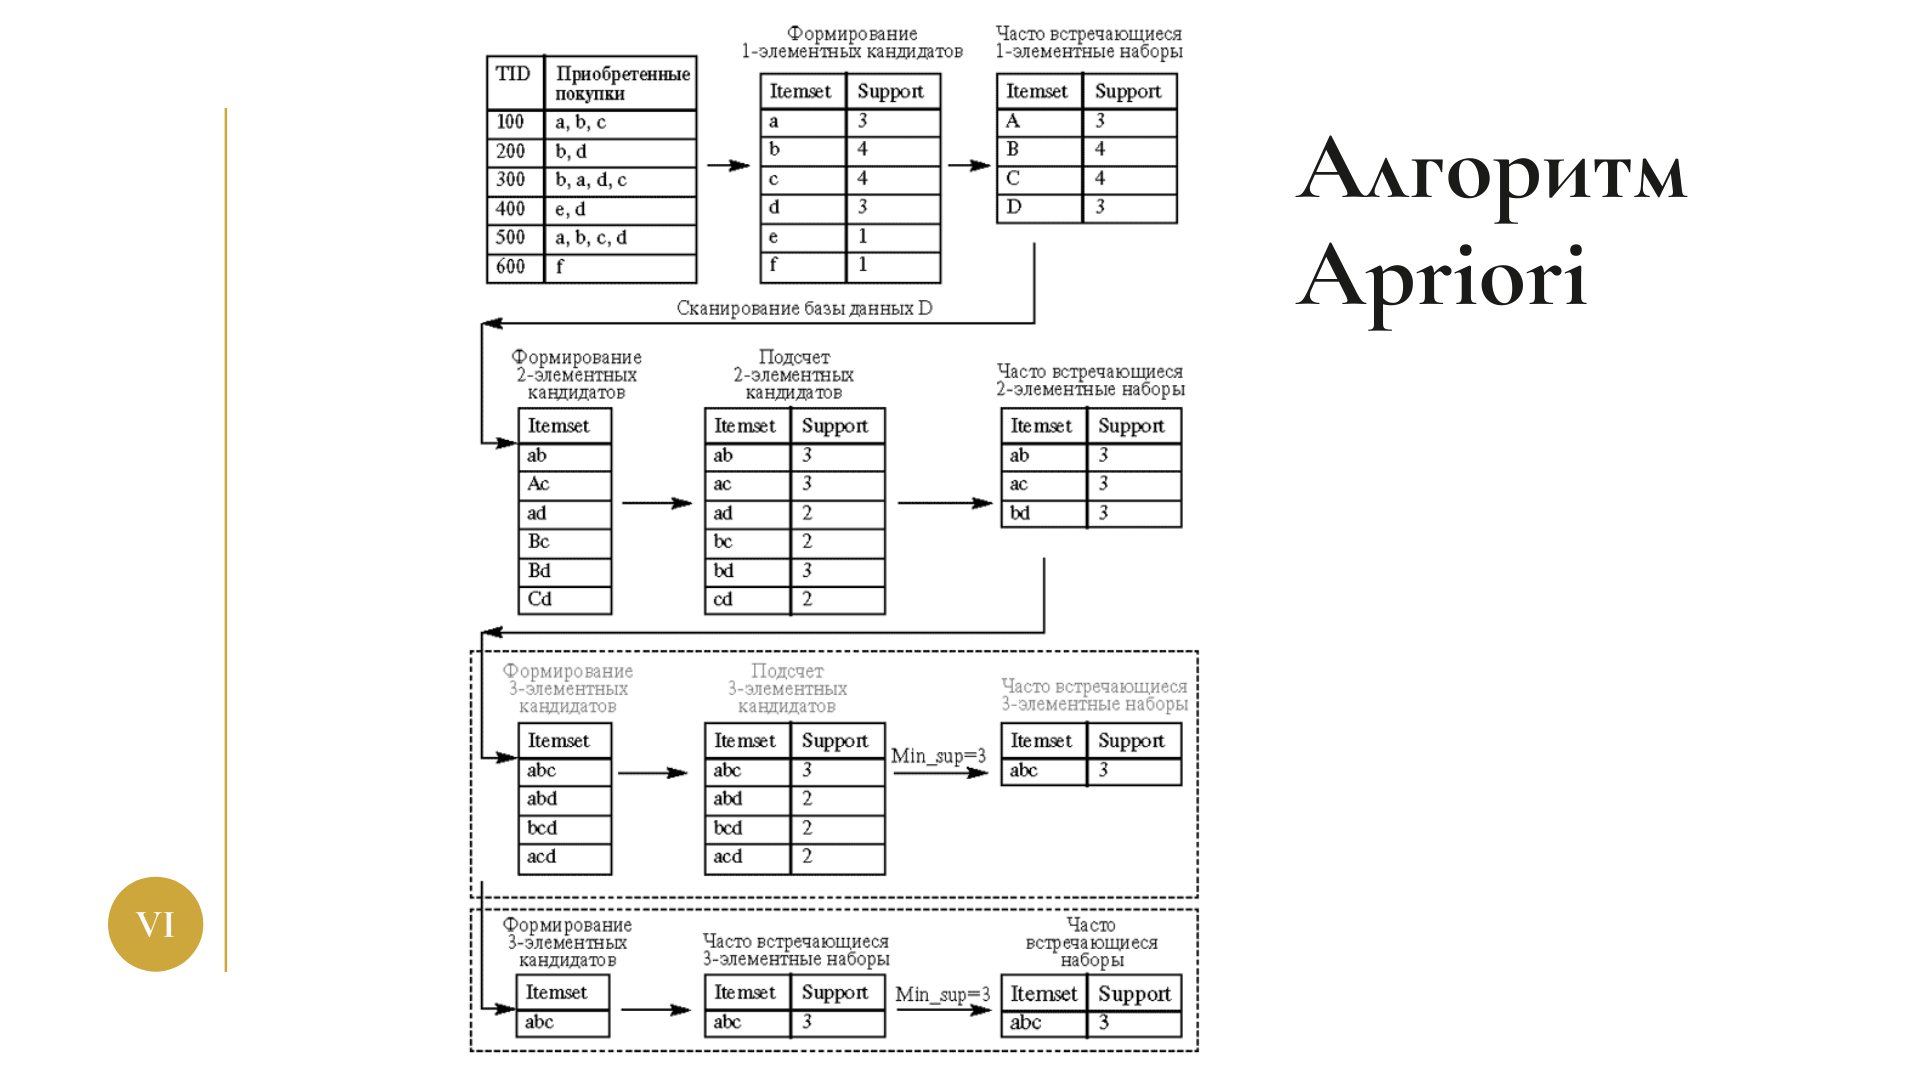 Алгоритм
Apriori
TID Приобретенные
покупки
100 a, b, c
200 b, d
300 b, a, d, c
400 e, d
500 a, b, c, d
600 f
Формирование
1-элементных кандидатов
Itemset Support
a 3
b 4
c 4
d 3
e 1
f 1
Часто встречающиеся
1-элементные наборы
Itemset Support
A 3
B 4
C 4
D 3
Сканирование базы данных D
Формирование
2-элементных
кандидатов
Itemset
ab
Ac
ad
Bc
Bd
Cd
Подсчет
2-элементных
кандидатов
Itemset Support
ab 3
ac 3
ad 2
bc 2
bd 3
cd 2
Часто встречающиеся
2-элементные наборы
Itemset Support
ab 3
ac 3
bd 3
Формирование
3-элементных
кандидатов
Itemset
abc
abd
bcd
acd
Подсчет
3-элементных
кандидатов
Itemset Support
abc 3
abd 2
bcd 2
acd 2
Min_sup=3
Часто встречающиеся
3-элементные наборы
Itemset Support
abc 3
Формирование
3-элементных
кандидатов
Itemset
abc
Часто встречающиеся
3-элементные наборы
Itemset Support
abc 3
Min_sup=3
Часто
встречающиеся
наборы
Itemset Support
abc 3
VI